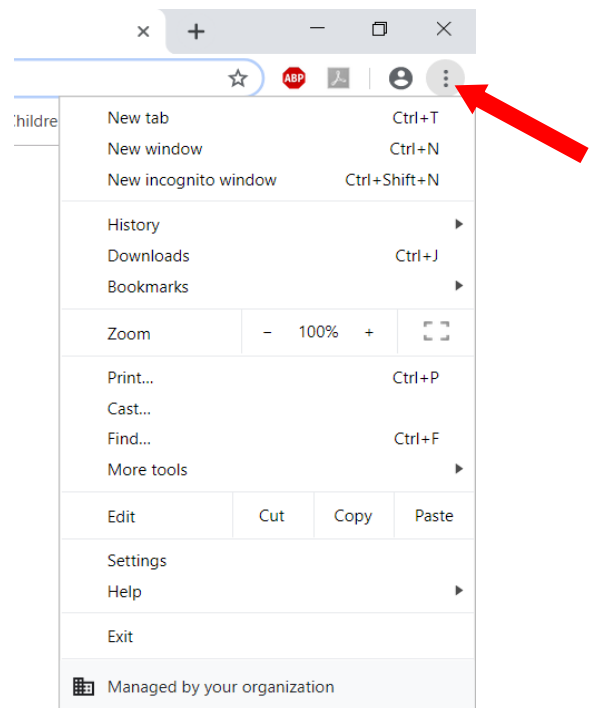 ABP
hildre
New tab Ctrl+T
New window Ctrl+N
New incognito window Ctrl+Shift+N
History
Downloads Ctrl+J
Bookmarks
Zoom - 100% +
Print... Ctrl+P
Cast...
Find... Ctrl+F
More tools
Edit Cut Copy Paste
Settings
Help
Exit
Managed by your organization